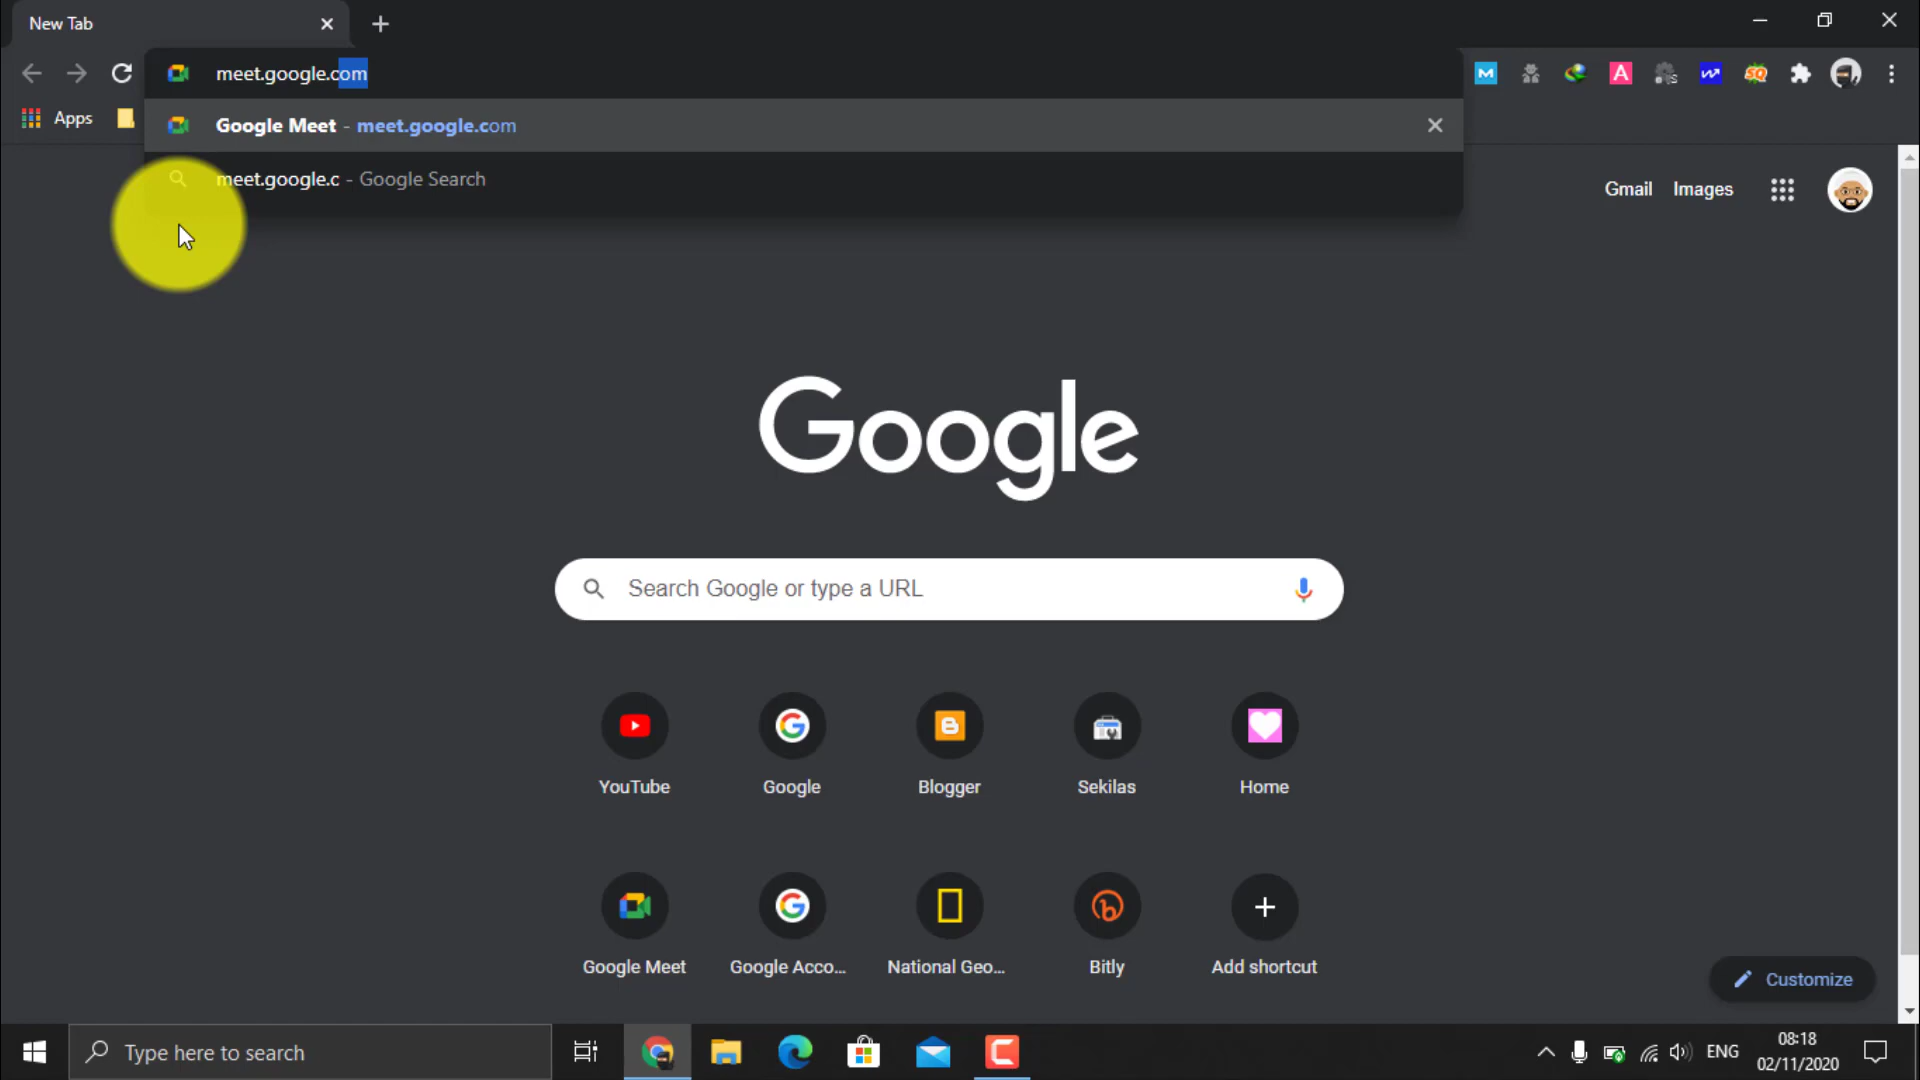 New Tab
meet.google.com
Apps
Google Meet - meet.google.com
meet.google.c - Google Search
Gmail Images
Google
Search Google or type a URL
YouTube Google Blogger Sekilas Home
Google Meet Google Acco... National Geo... Bitly Add shortcut
Customize
Type here to search
ENG
08:18
02/11/2020